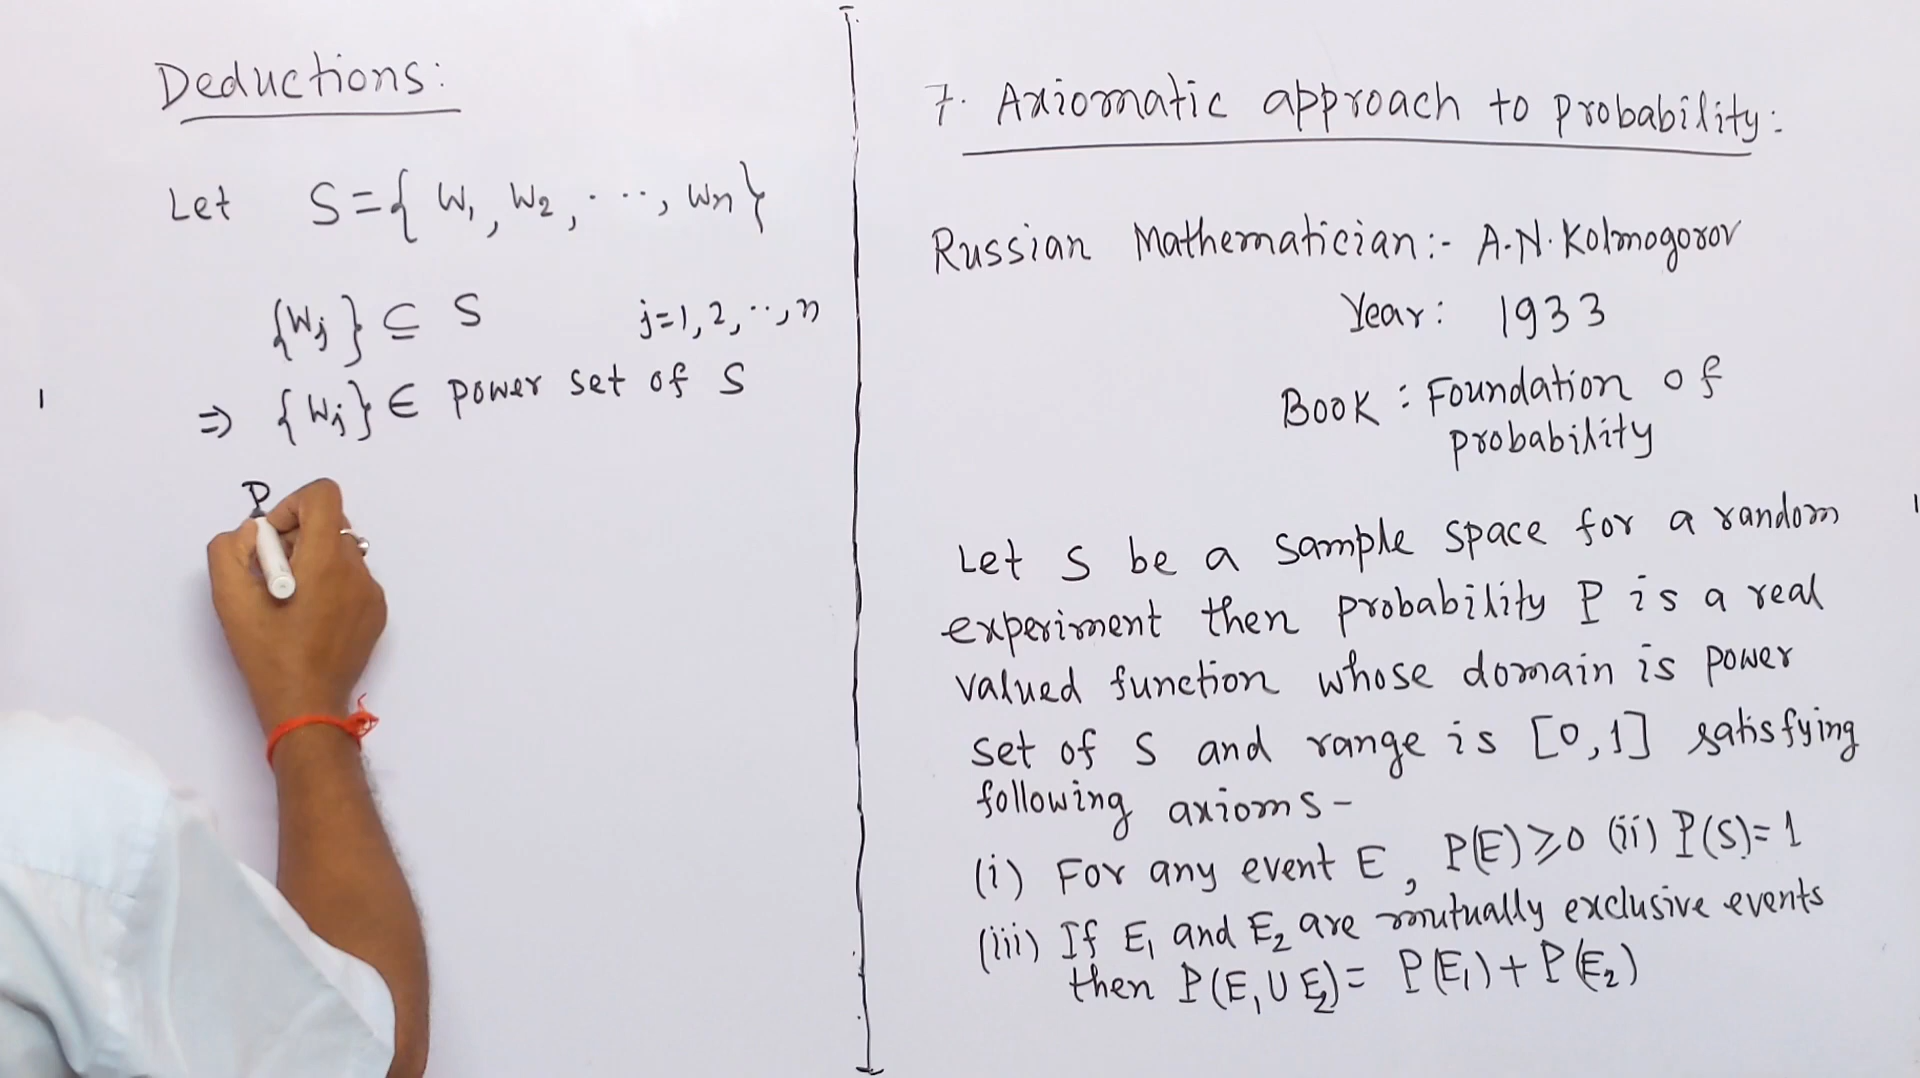 Deductions:
Let S={ W₁, W₂, ..., Wn}
{Wj} ⊆ S j=1, 2, .., n
⇒ {Wj} ∈ power set of S
P
7. Axiomatic approach to probability:
Russian Mathematician:- A.N. Kolmogorov
Year: 1933
Book: Foundation of
probability
Let S be a sample space for a random
experiment then probability P is a real
valued function whose domain is power
set of S and range is [0,1] satisfying
following axioms-
(i) For any event E, P(E)≥0 (ii) P(S)=1
(iii) If E₁ and E₂ are mutually exclusive events
then P(E₁∪E₂)= P(E₁)+P(E₂)